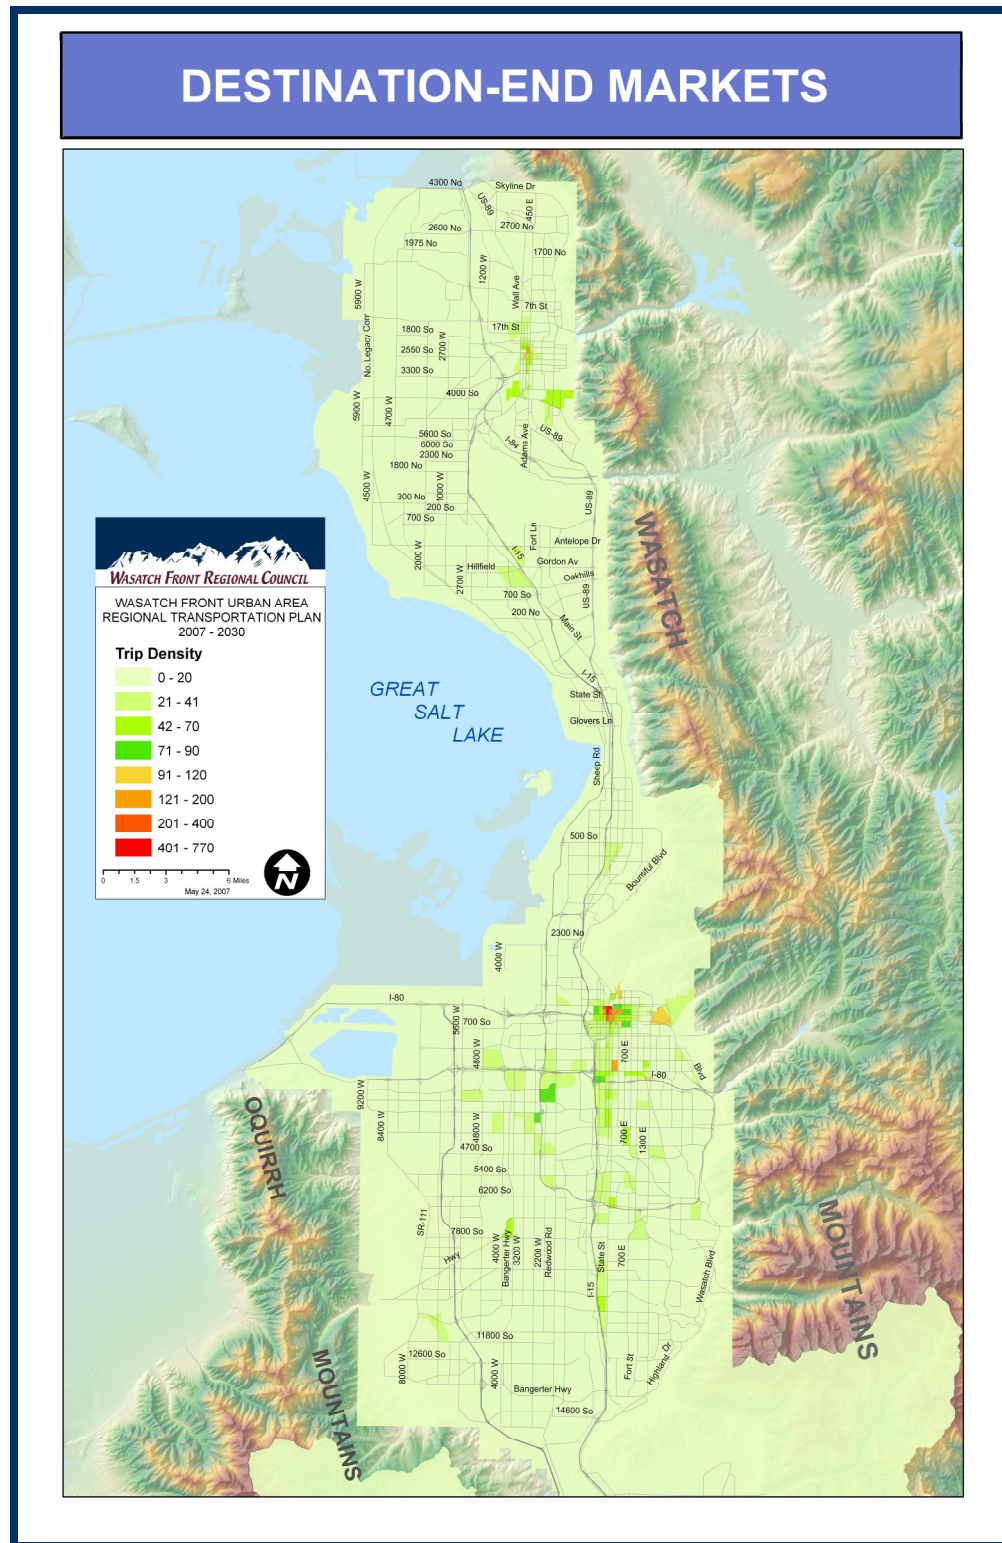 DESTINATION-END MARKETS
4300 No
Skyline Dr
US-89
450 E
2600 No
2700 No
1975 No
1700 No
1200 W
5900 W
Wall Ave
7th St
No. Legacy Corr
1800 So
17th St
2700 W
2550 So
3300 So
4000 So
5900 W
4700 W
5600 So
6000 So
2300 No
1800 No
I-84
Adams Ave
US-89
4500 W
1000 W
300 No
200 So
700 So
US-89
Fort Ln
Antelope Dr
I-15
Gordon Av
2000 W
2700 W
Hillfield
Oakhills
700 So
US-89
200 No
Main St
WASATCH
WASATCH FRONT REGIONAL COUNCIL
WASATCH FRONT URBAN AREA
REGIONAL TRANSPORTATION PLAN
2007 - 2030
Trip Density
0 - 20
21 - 41
42 - 70
71 - 90
91 - 120
121 - 200
201 - 400
401 - 770
0 1.5 3 6 Miles
May 24, 2007
N
GREAT
SALT
LAKE
I-15
State St
Glovers Ln
Sheep Rd
500 So
Bountiful Blvd
2300 No
4000 W
I-80
5600 W
700 So
4800 W
700 E
I-80
Blvd
9200 W
8400 W
4800 W
700 E
1300 E
4700 So
5400 So
6200 So
OQUIRRH
SR-111
7800 So
Hwy
4000 W
Bangerter Hwy
3200 W
2200 W
Redwood Rd
State St
700 E
I-15
Wasatch Blvd
MOUNTAINS
11800 So
12600 So
8000 W
4000 W
Fort St
Highland Dr
Bangerter Hwy
14600 So
MOUNTAINS